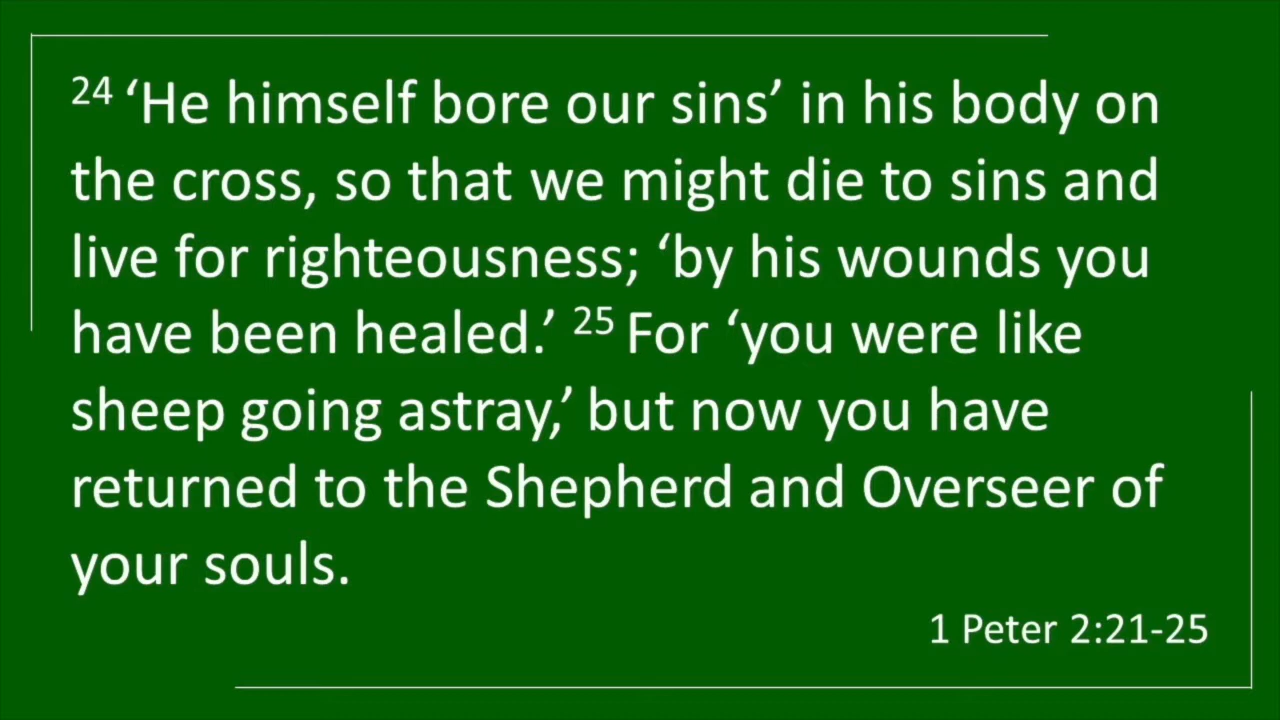 24 ‘He himself bore our sins’ in his body on
the cross, so that we might die to sins and
live for righteousness; ‘by his wounds you
have been healed.’ 25 For ‘you were like
sheep going astray,’ but now you have
returned to the Shepherd and Overseer of
your souls.
1 Peter 2:21-25